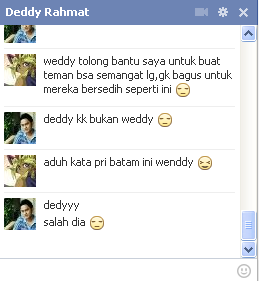 Deddy Rahmat
weddy tolong bantu saya untuk buat
teman bsa semangat lg,gk bagus untuk
mereka bersedih seperti ini 😒
deddy kk bukan weddy 😒
aduh kata pri batam ini wenddy 😆
dedyyy
salah dia 😒